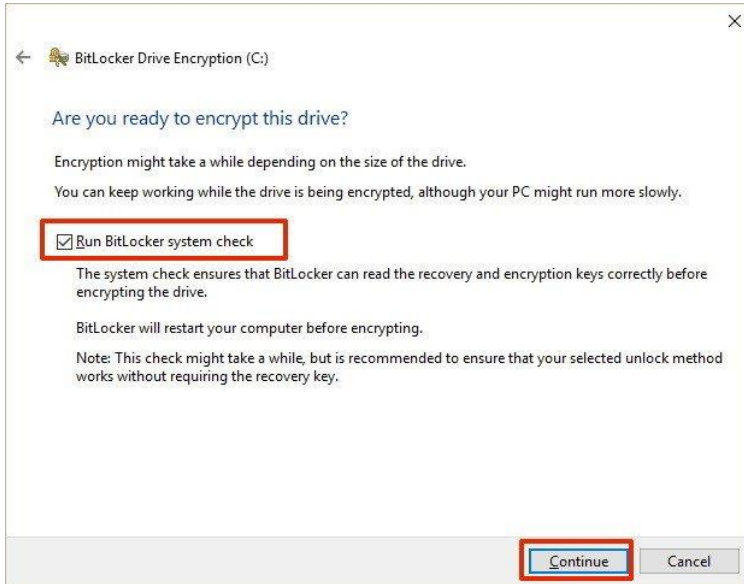 BitLocker Drive Encryption (C:)
Are you ready to encrypt this drive?
Encryption might take a while depending on the size of the drive.
You can keep working while the drive is being encrypted, although your PC might run more slowly.
Run BitLocker system check
The system check ensures that BitLocker can read the recovery and encryption keys correctly before
encrypting the drive.
BitLocker will restart your computer before encrypting.
Note: This check might take a while, but is recommended to ensure that your selected unlock method
works without requiring the recovery key.
Continue
Cancel